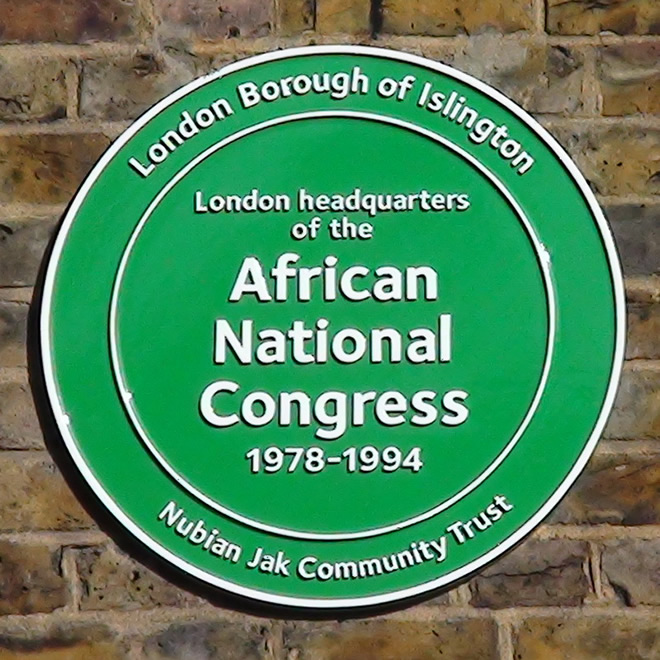 London Borough of Islington
London headquarters
of the
African
National
Congress
1978-1994
Nubian Jak Community Trust